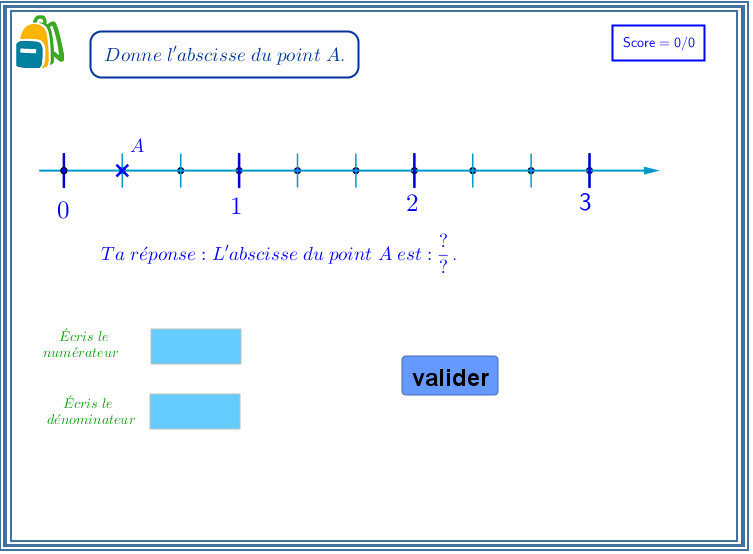 Donne l'abscisse du point A.
Score = 0/0
A
0
1
2
3
Ta réponse : L'abscisse du point A est : ?/?.
Écris le
numérateur
valider
Écris le
dénominateur